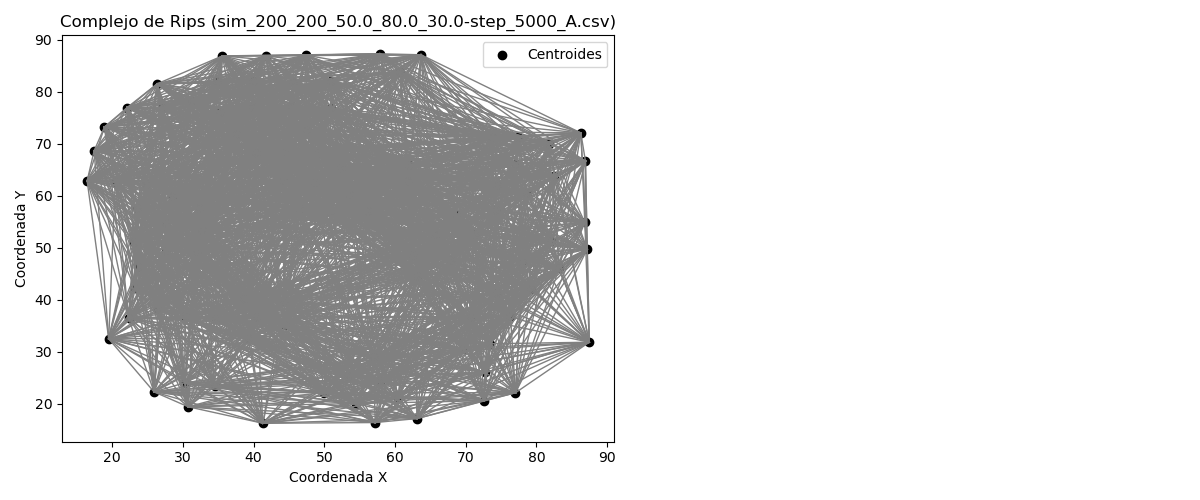 Complejo de Rips (sim_200_200_50.0_80.0_30.0-step_5000_A.csv)
Centroides
90
80
70
60
50
40
30
20
Coordenada Y
20 30 40 50 60 70 80 90
Coordenada X